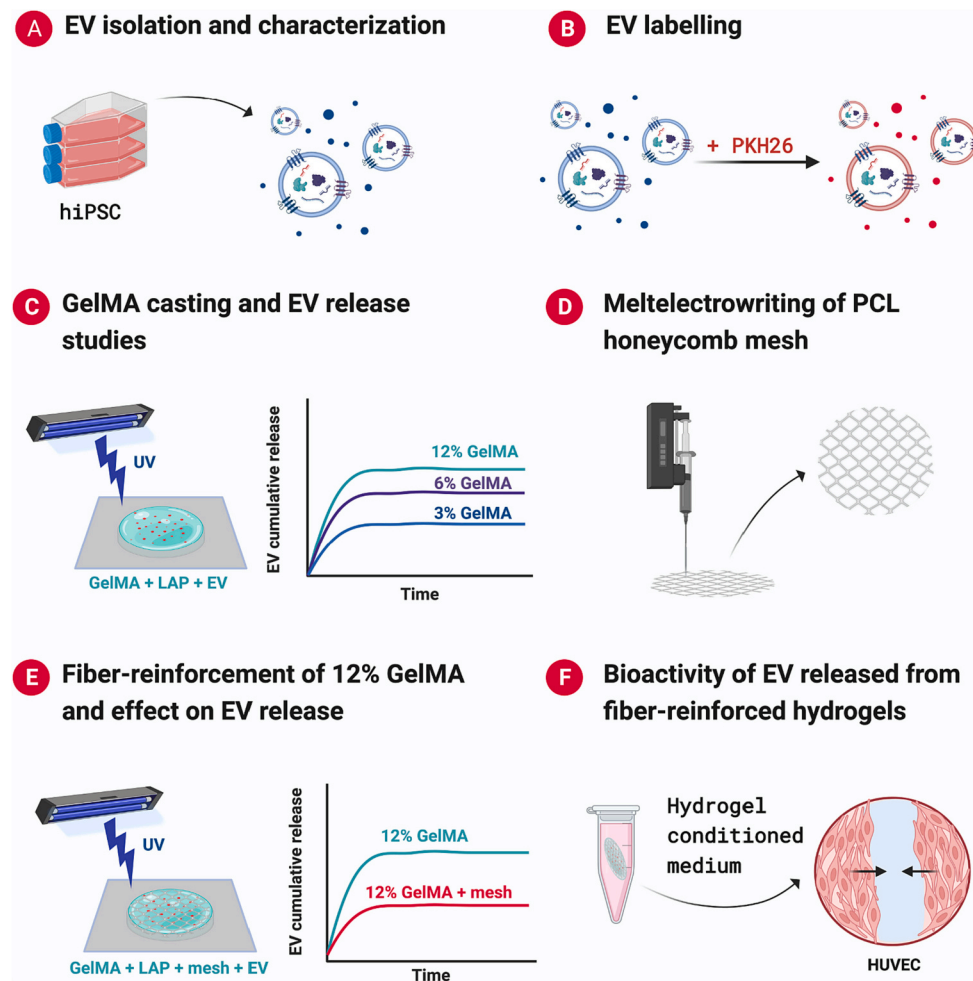 A EV isolation and characterization
hiPSC
B EV labelling
+ PKH26
C GelMA casting and EV release
studies
UV
GelMA + LAP + EV
EV cumulative release
12% GelMA
6% GelMA
3% GelMA
Time
D Meltelectrowriting of PCL
honeycomb mesh
E Fiber-reinforcement of 12% GelMA
and effect on EV release
UV
GelMA + LAP + mesh + EV
EV cumulative release
12% GelMA
12% GelMA + mesh
Time
F Bioactivity of EV released from
fiber-reinforced hydrogels
Hydrogel
conditioned
medium
HUVEC